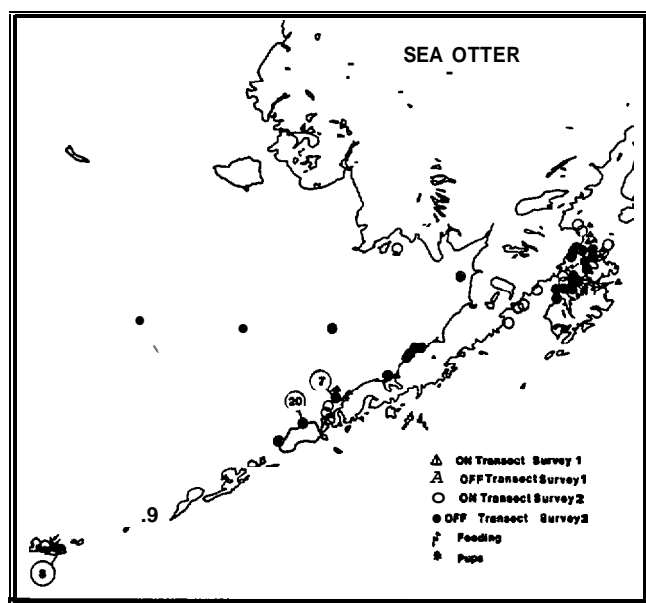 SEA OTTER
7
20
.9
8
ON Transect Survey 1
OFF Transect Survey 1
ON Transect Survey 2
OFF Transect Survey 2
Feeding
Pups